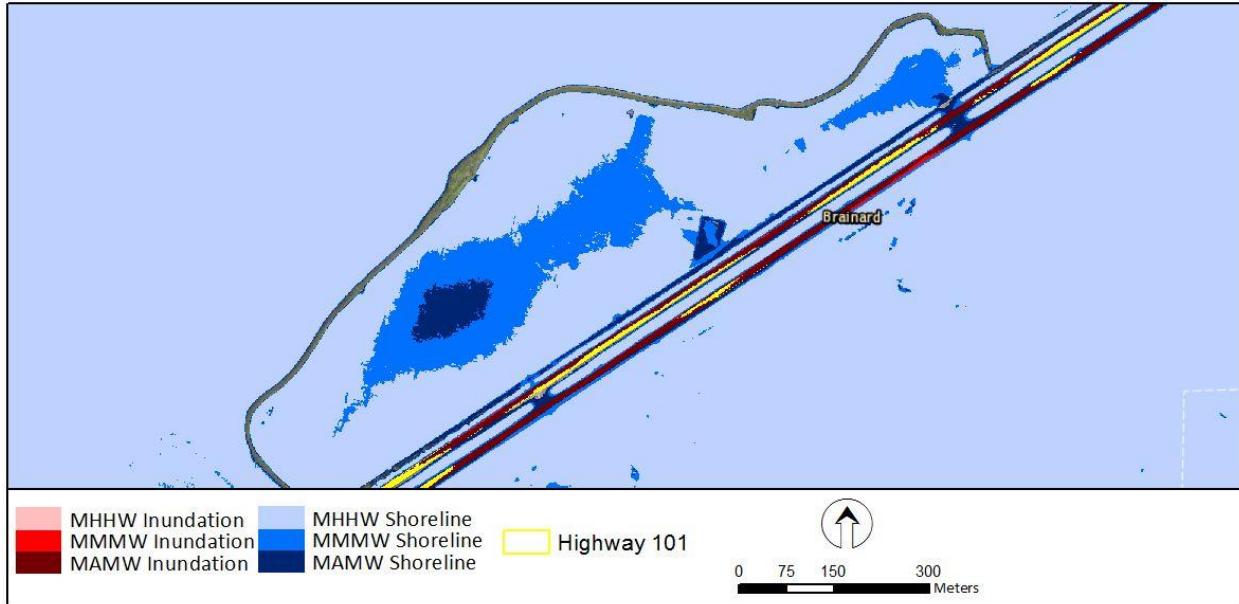 Brainard
MHHW Inundation
MMMW Inundation
MAMW Inundation
MHHW Shoreline
MMMW Shoreline
MAMW Shoreline
Highway 101
0 75 150 300
Meters